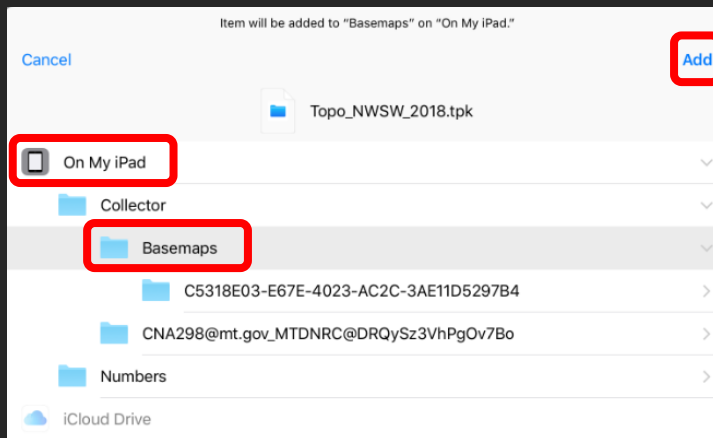 Item will be added to “Basemaps” on “On My iPad.”
Cancel
Add
Topo_NWSW_2018.tpk
On My iPad
Collector
Basemaps
C5318E03-E67E-4023-AC2C-3AE11D5297B4
CNA298@mt.gov_MTDNRC@DRQySz3VhPgOv7Bo
Numbers
iCloud Drive